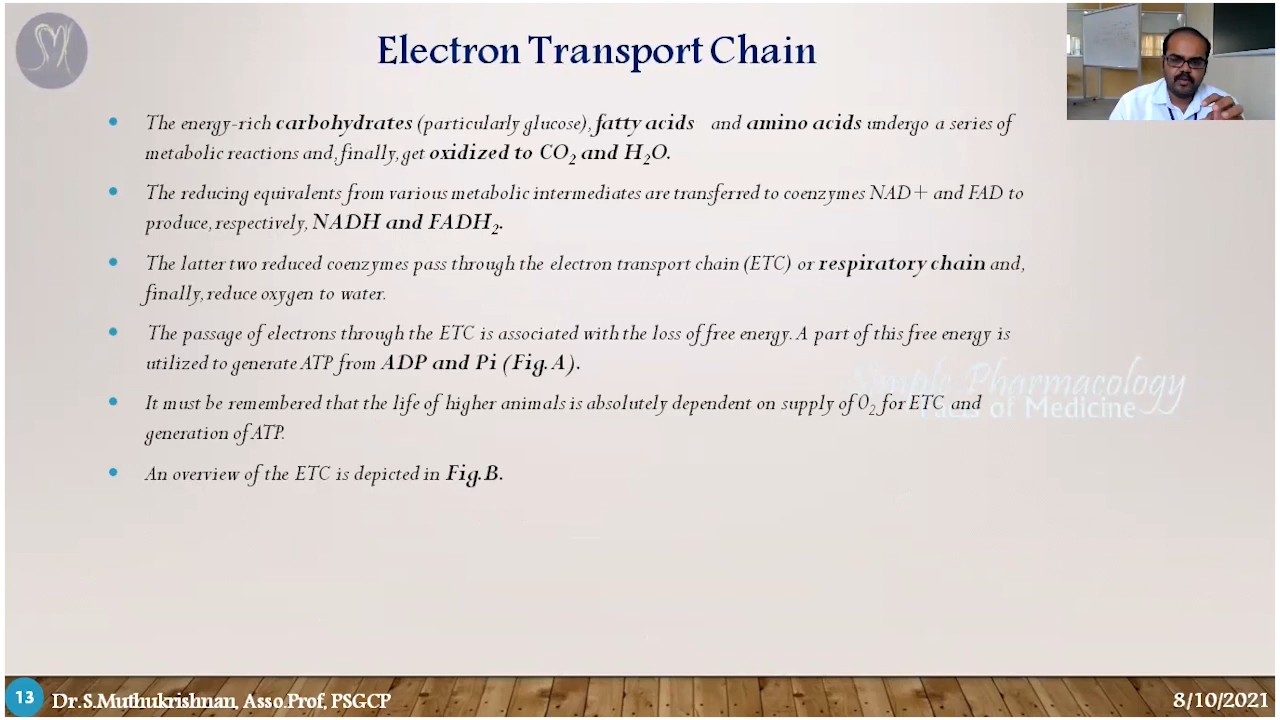 Electron Transport Chain
The energy-rich carbohydrates (particularly glucose), fatty acids and amino acids undergo a series of
metabolic reactions and, finally, get oxidized to CO₂ and H₂O.
The reducing equivalents from various metabolic intermediates are transferred to coenzymes NAD+ and FAD to
produce, respectively, NADH and FADH₂.
The latter two reduced coenzymes pass through the electron transport chain (ETC) or respiratory chain and,
finally, reduce oxygen to water.
The passage of electrons through the ETC is associated with the loss of free energy. A part of this free energy is
utilized to generate ATP from ADP and Pi (Fig.A).
Simple Pharmacology
It must be remembered that the life of higher animals is absolutely dependent on supply of O₂ for ETC and
Facts of Medicine
generation of ATP.
An overview of the ETC is depicted in Fig.B.
13 Dr.S.Muthukrishnan, Asso.Prof, PSGCP
8/10/2021